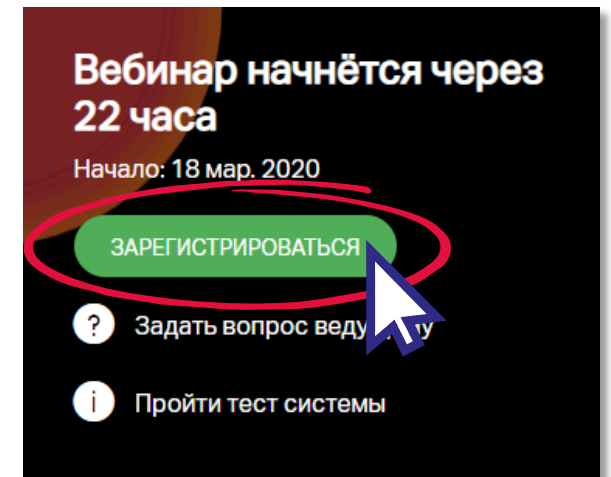 Вебинар начнётся через
22 часа
Начало: 18 мар. 2020
ЗАРЕГИСТРИРОВАТЬСЯ
? Задать вопрос
i Пройти тест системы